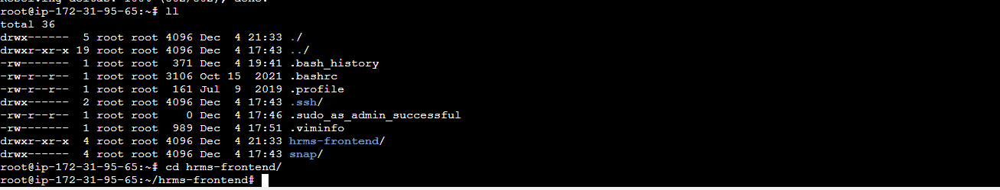 root@ip-172-31-95-65:~# ll
total 36
drwx------  5 root root 4096 Dec  4 21:33 ./
drwxr-xr-x 19 root root 4096 Dec  4 17:43 ../
-rw-------  1 root root  371 Dec  4 19:41 .bash_history
-rw-r--r--  1 root root 3106 Oct 15  2021 .bashrc
-rw-r--r--  1 root root  161 Jul  9  2019 .profile
drwx------  2 root root 4096 Dec  4 17:43 .ssh/
-rw-r--r--  1 root root    0 Dec  4 17:46 .sudo_as_admin_successful
-rw-------  1 root root  989 Dec  4 17:51 .viminfo
drwxr-xr-x  4 root root 4096 Dec  4 21:33 hrms-frontend/
drwx------  4 root root 4096 Dec  4 17:43 snap/
root@ip-172-31-95-65:~# cd hrms-frontend/
root@ip-172-31-95-65:~/hrms-frontend#